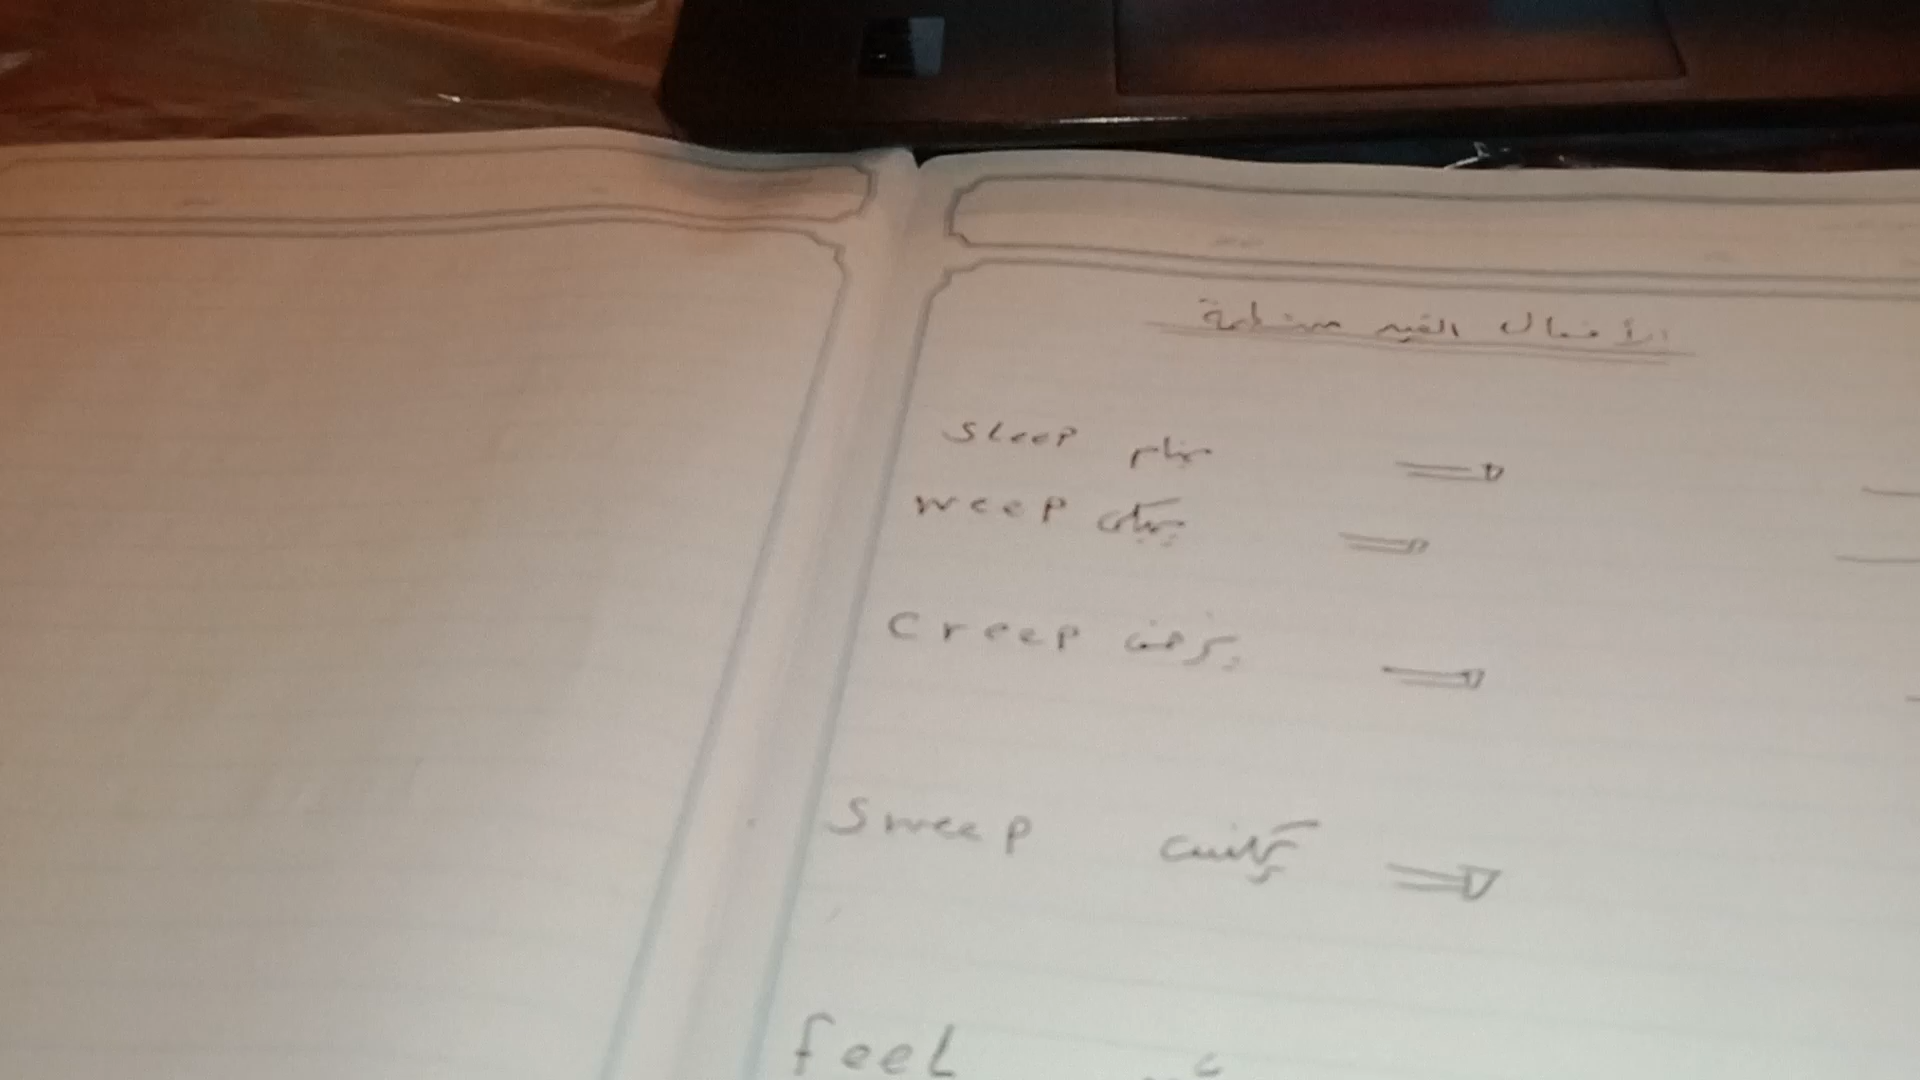 الأفعال الغير منتظمة
sleep ينام
weep يبكي
creep يزحف
sweep يكنس
feel